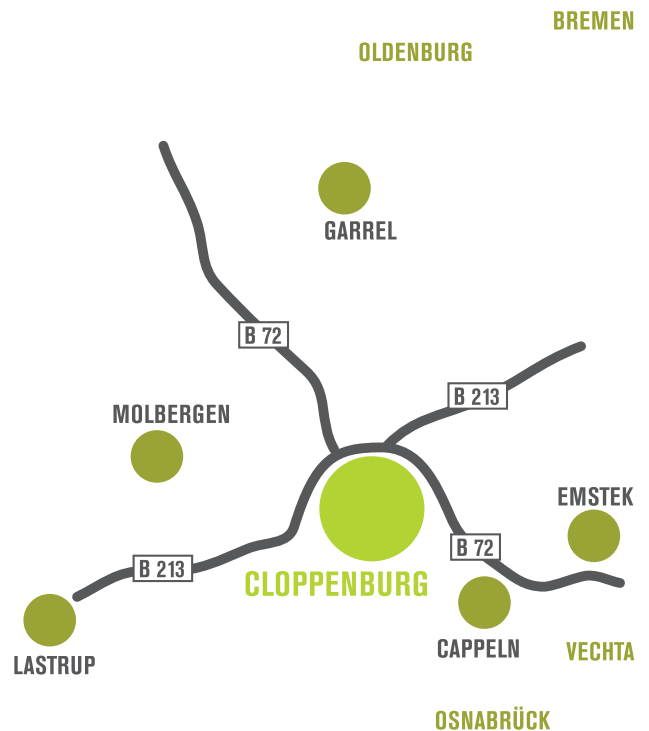 BREMEN
OLDENBURG
GARREL
B 72
B 213
MOLBERGEN
EMSTEK
B 72
B 213
CLOPPENBURG
CAPPELN
VECHTA
LASTRUP
OSNABRÜCK